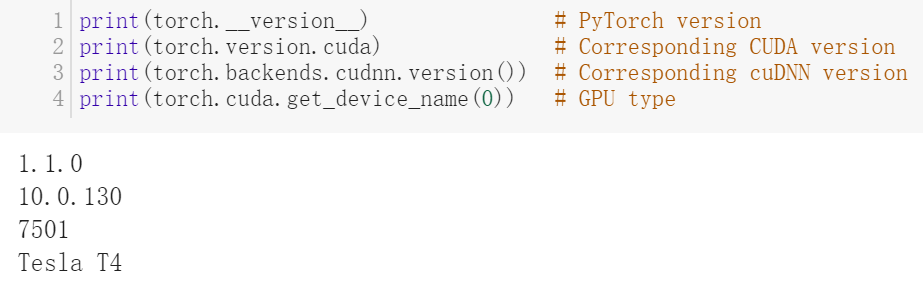 1 print(torch.__version__) # PyTorch version
2 print(torch.version.cuda) # Corresponding CUDA version
3 print(torch.backends.cudnn.version()) # Corresponding cuDNN version
4 print(torch.cuda.get_device_name(0)) # GPU type
1.1.0
10.0.130
7501
Tesla T4